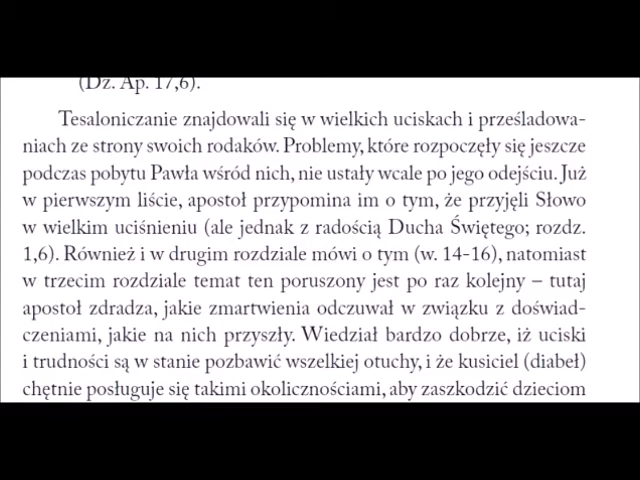 (Dz. Ap. 17,6).
Tesaloniczanie znajdowali się w wielkich uciskach i prześladowa-
niach ze strony swoich rodaków. Problemy, które rozpoczęły się jeszcze
podczas pobytu Pawła wśród nich, nie ustały wcale po jego odejściu. Już
w pierwszym liście, apostoł przypomina im o tym, że przyjęli Słowo
w wielkim uciśnieniu (ale jednak z radością Ducha Świętego; rozdz.
1,6). Również i w drugim rozdziale mówi o tym (w. 14-16), natomiast
w trzecim rozdziale temat ten poruszony jest po raz kolejny – tutaj
apostoł zdradza, jakie zmartwienia odczuwał w związku z doświad-
czeniami, jakie na nich przyszły. Wiedział bardzo dobrze, iż uciski
i trudności są w stanie pozbawić wszelkiej otuchy, i że kusiciel (diabeł)
chętnie posługuje się takimi okolicznościami, aby zaszkodzić dzieciom